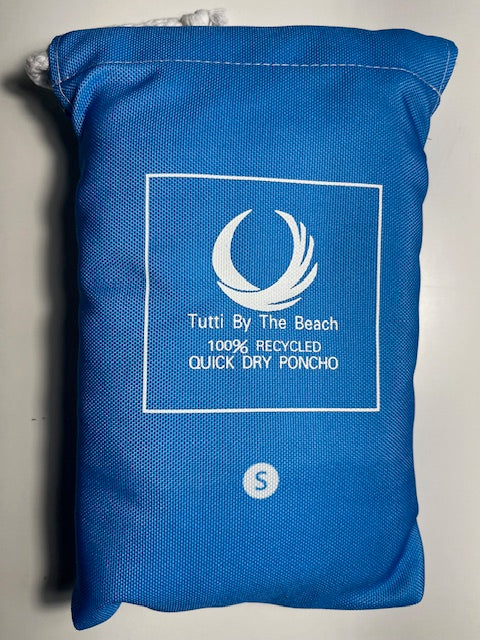 Tutti By The Beach
100% RECYCLED
QUICK DRY PONCHO
S